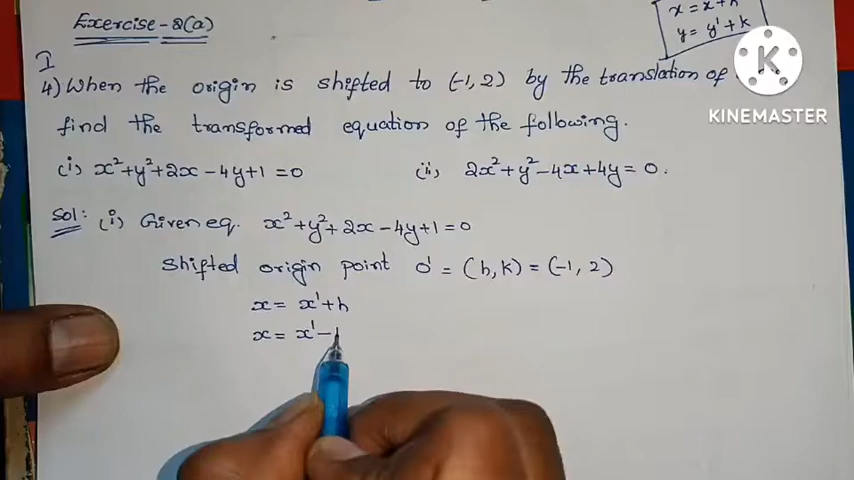 Exercise-2(a)
x = x'+h
y = y'+k
I
4) When the origin is shifted to (-1, 2) by the translation of
find the transformed equation of the following.
(i) x²+y²+2x-4y+1=0 (ii) 2x²+y²-4x+4y=0.
Sol: (i) Given eq. x²+y²+2x-4y+1=0
Shifted origin point O' = (h,k) = (-1, 2)
x = x'+h
x = x'-1
K
KINEMASTER